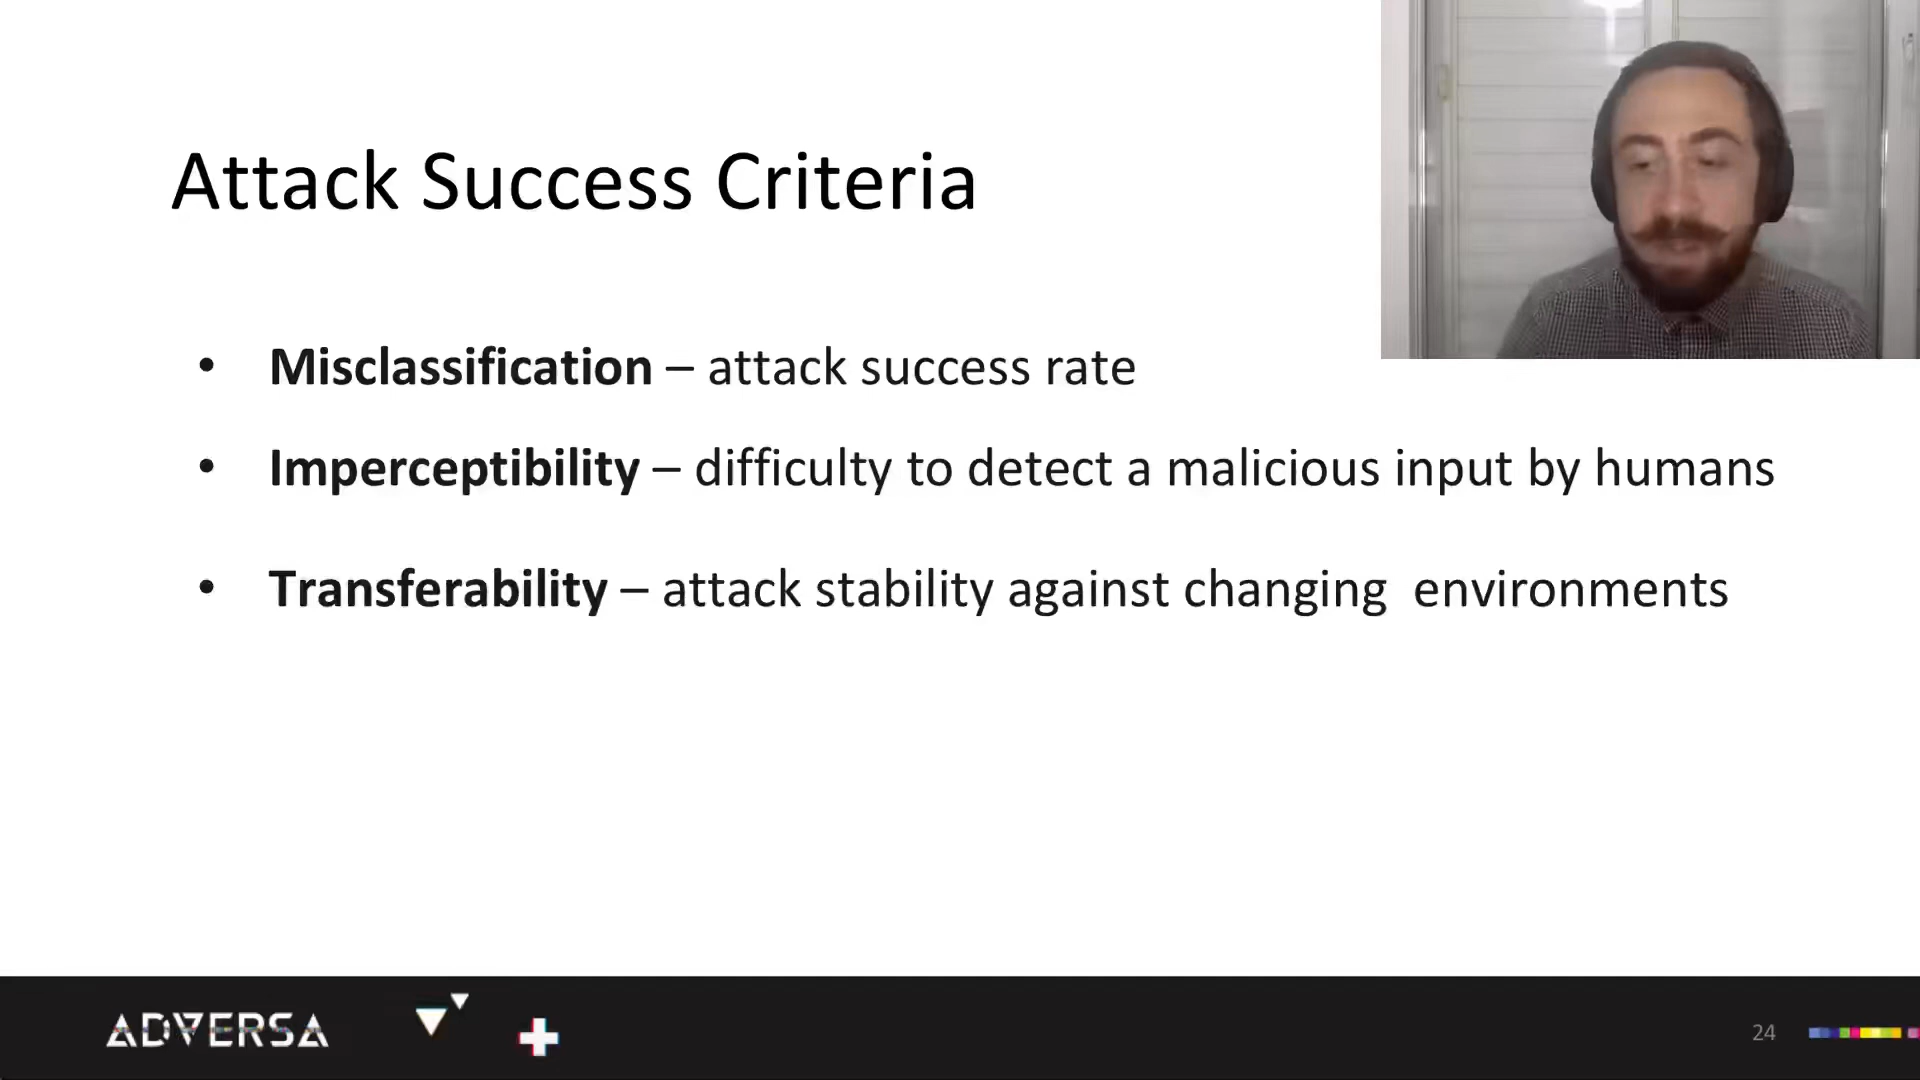 Attack Success Criteria
• Misclassification – attack success rate
• Imperceptibility – difficulty to detect a malicious input by humans
• Transferability – attack stability against changing  environments
ADVERSA
24